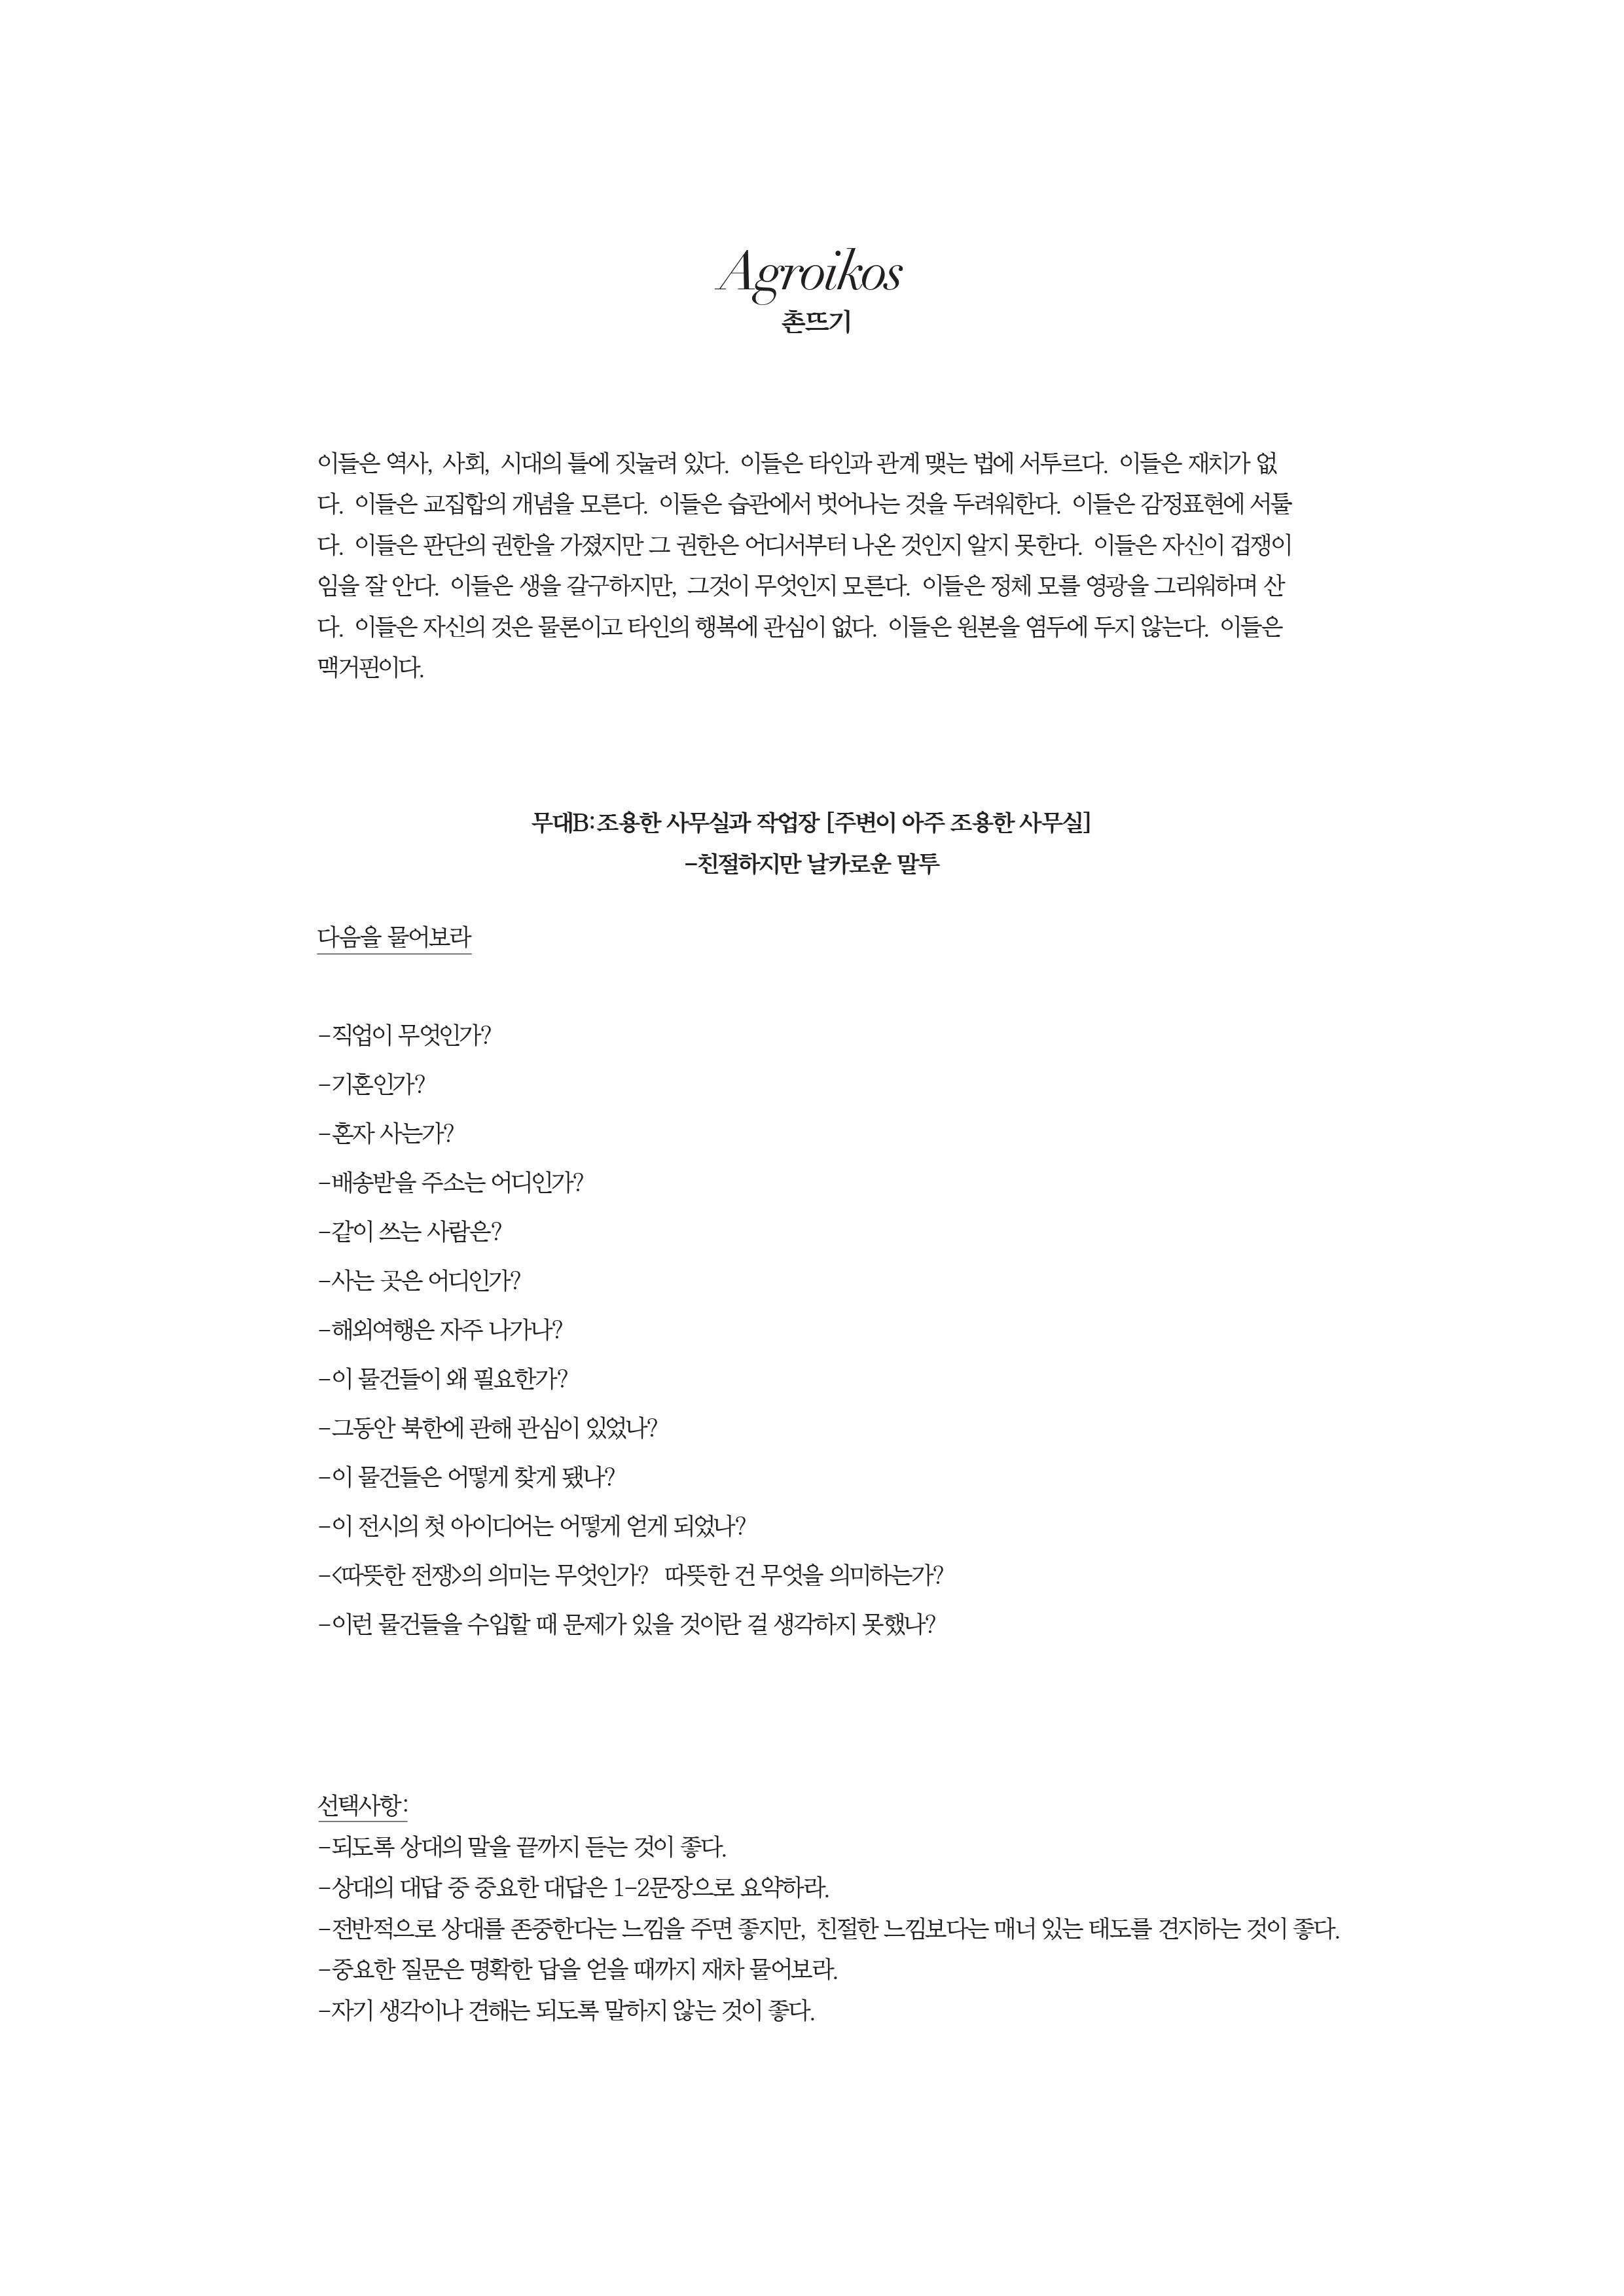 Agroikos
촌뜨기
이들은 역사, 사회, 시대의 틀에 짓눌려 있다. 이들은 타인과 관계 맺는 법에 서투르다. 이들은 재치가 없
다. 이들은 교집합의 개념을 모른다. 이들은 습관에서 벗어나는 것을 두려워한다. 이들은 감정표현에 서툴
다. 이들은 판단의 권한을 가졌지만 그 권한은 어디서부터 나온 것인지 알지 못한다. 이들은 자신이 겁쟁이
임을 잘 안다. 이들은 생을 갈구하지만, 그것이 무엇인지 모른다. 이들은 정체 모를 영광을 그리워하며 산
다. 이들은 자신의 것은 물론이고 타인의 행복에 관심이 없다. 이들은 원본을 염두에 두지 않는다. 이들은
맥거핀이다.
무대B:조용한 사무실과 작업장 [주변이 아주 조용한 사무실]
-친절하지만 날카로운 말투
다음을 물어보라
-직업이 무엇인가?
-기혼인가?
-혼자 사는가?
-배송받을 주소는 어디인가?
-같이 쓰는 사람은?
-사는 곳은 어디인가?
-해외여행은 자주 나가나?
-이 물건들이 왜 필요한가?
-그동안 북한에 관해 관심이 있었나?
-이 물건들은 어떻게 찾게 됐나?
-이 전시의 첫 아이디어는 어떻게 얻게 되었나?
-<따뜻한 전쟁>의 의미는 무엇인가? 따뜻한 건 무엇을 의미하는가?
-이런 물건들을 수입할 때 문제가 있을 것이란 걸 생각하지 못했나?
선택사항:
-되도록 상대의 말을 끝까지 듣는 것이 좋다.
-상대의 대답 중 중요한 대답은 1-2문장으로 요약하라.
-전반적으로 상대를 존중한다는 느낌을 주면 좋지만, 친절한 느낌보다는 매너 있는 태도를 견지하는 것이 좋다.
-중요한 질문은 명확한 답을 얻을 때까지 재차 물어보라.
-자기 생각이나 견해는 되도록 말하지 않는 것이 좋다.